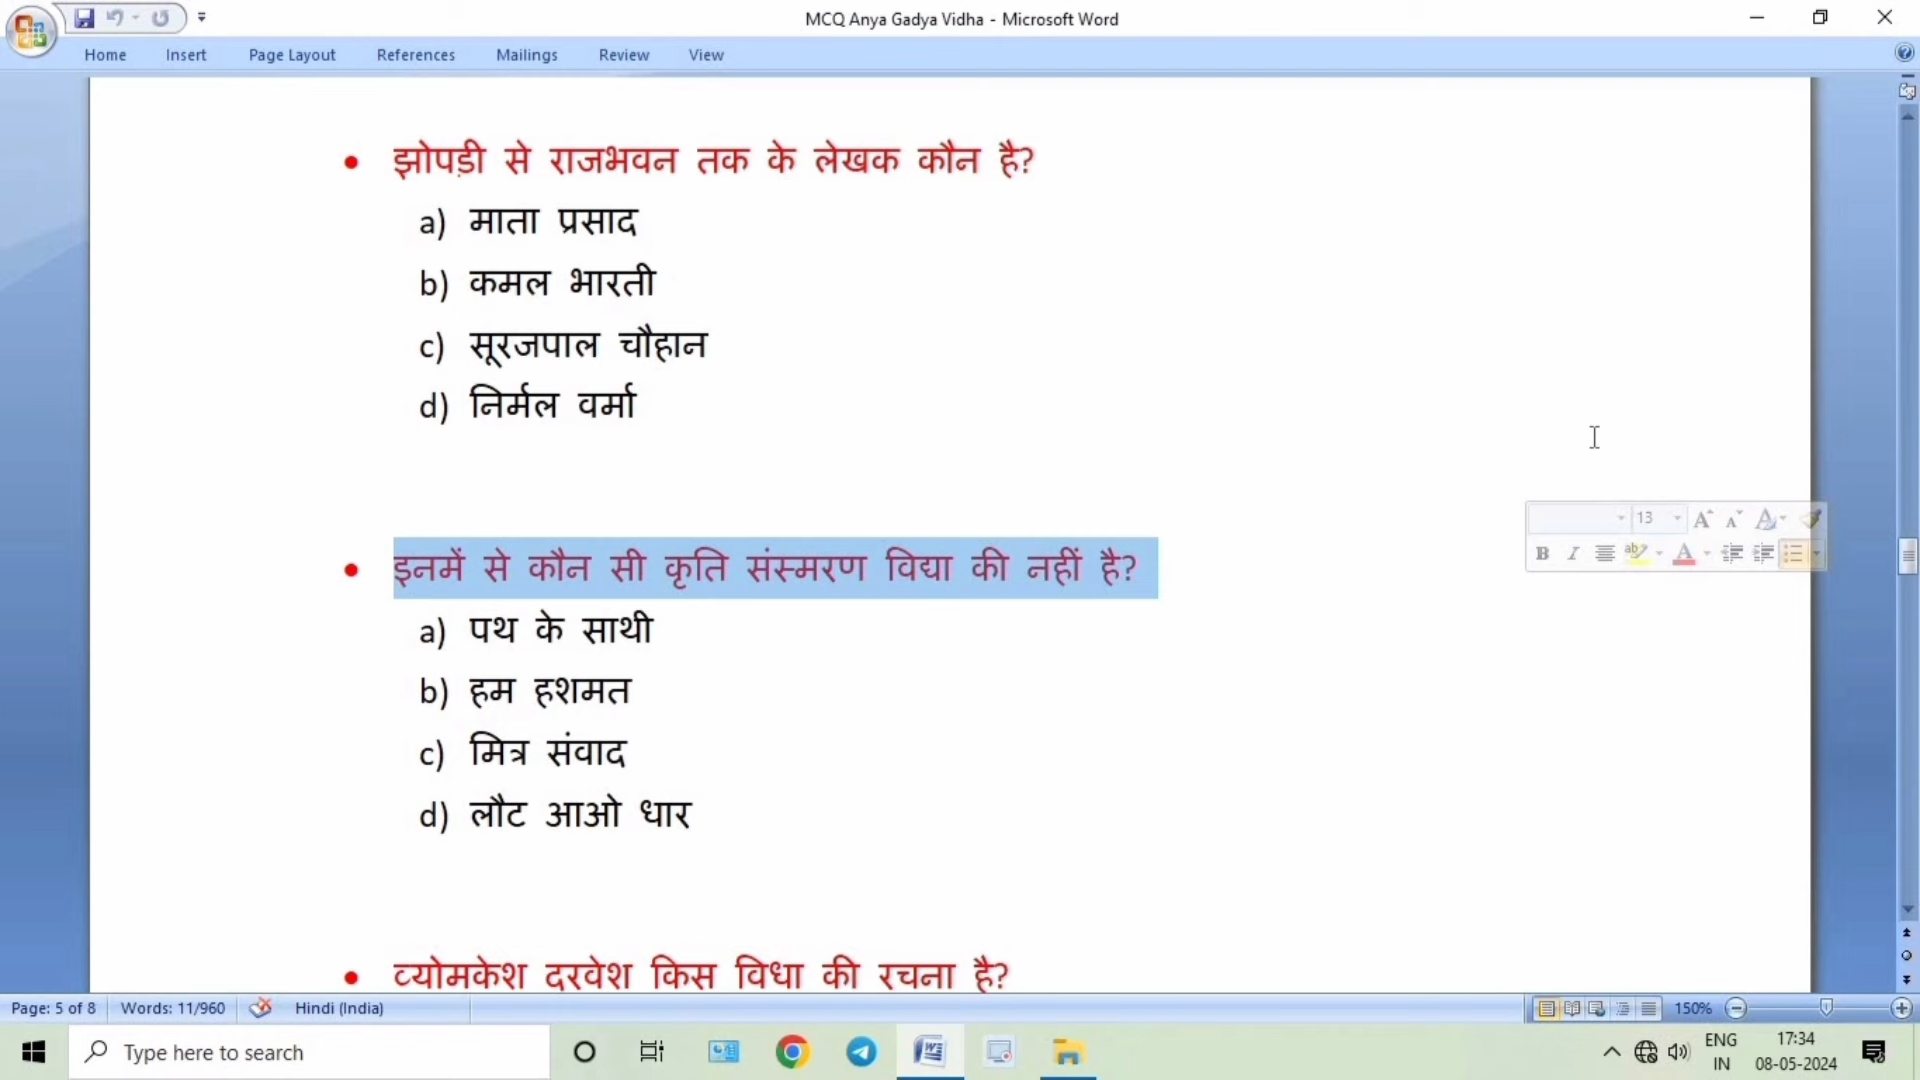 MCQ Anya Gadya Vidha - Microsoft Word
Home Insert Page Layout References Mailings Review View
• झोपड़ी से राजभवन तक के लेखक कौन है?
a) माता प्रसाद
b) कमल भारती
c) सूरजपाल चौहान
d) निर्मल वर्मा
13
• इनमें से कौन सी कृति संस्मरण विद्या की नहीं है?
a) पथ के साथी
b) हम हशमत
c) मित्र संवाद
d) लौट आओ धार
• व्योमकेश दरवेश किस विधा की रचना है?
Page: 5 of 8 Words: 11/960 Hindi (India) 150%
Type here to search
ENG
IN
17:34
08-05-2024